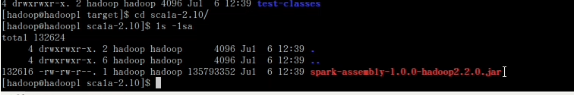 4 drwxrwxr-x. 2 hadoop hadoop 4096 Jul 6 12:39 test-classes
[hadoop@hadoop target]$ cd scala-2.10/
[hadoop@hadoop scala-2.10]$ ls -lsa
total 132624
4 drwxrwxr-x. 2 hadoop hadoop 4096 Jul 6 12:39 .
4 drwxrwxr-x. 6 hadoop hadoop 4096 Jul 6 12:39 ..
132616 -rw-rw-r--. 1 hadoop hadoop 135793352 Jul 6 12:39 spark-assembly-1.0.0-hadoop2.2.0.jar
[hadoop@hadoop scala-2.10]$